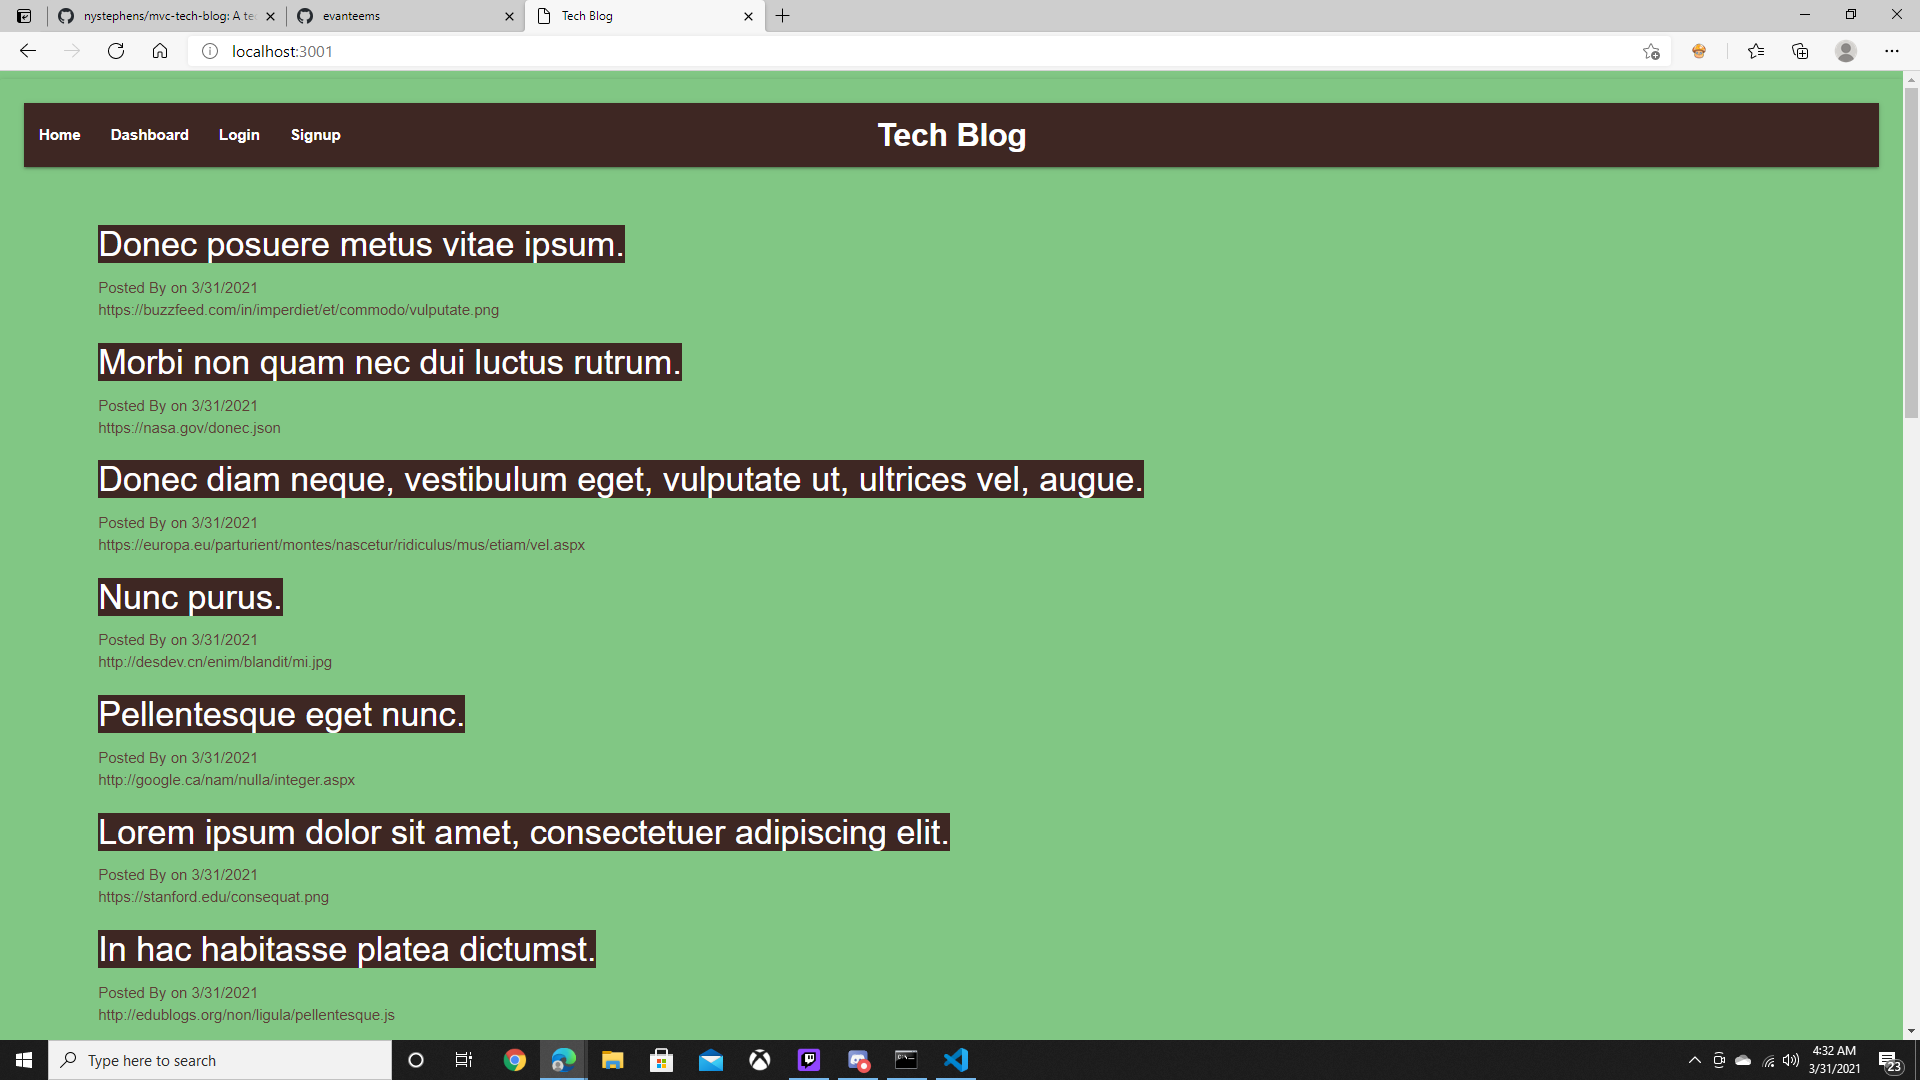 nystephens/mvc-tech-blog: A te
evanteems
Tech Blog
localhost:3001
Home Dashboard Login Signup
Tech Blog
Donec posuere metus vitae ipsum.
Posted By on 3/31/2021
https://buzzfeed.com/in/imperdiet/et/commodo/vulputate.png
Morbi non quam nec dui luctus rutrum.
Posted By on 3/31/2021
https://nasa.gov/donec.json
Donec diam neque, vestibulum eget, vulputate ut, ultrices vel, augue.
Posted By on 3/31/2021
https://europa.eu/parturient/montes/nascetur/ridiculus/mus/etiam/vel.aspx
Nunc purus.
Posted By on 3/31/2021
http://desdev.cn/enim/blandit/mi.jpg
Pellentesque eget nunc.
Posted By on 3/31/2021
http://google.ca/nam/nulla/integer.aspx
Lorem ipsum dolor sit amet, consectetuer adipiscing elit.
Posted By on 3/31/2021
https://stanford.edu/consequat.png
In hac habitasse platea dictumst.
Posted By on 3/31/2021
http://edublogs.org/non/ligula/pellentesque.js
Type here to search
4:32 AM
3/31/2021
23